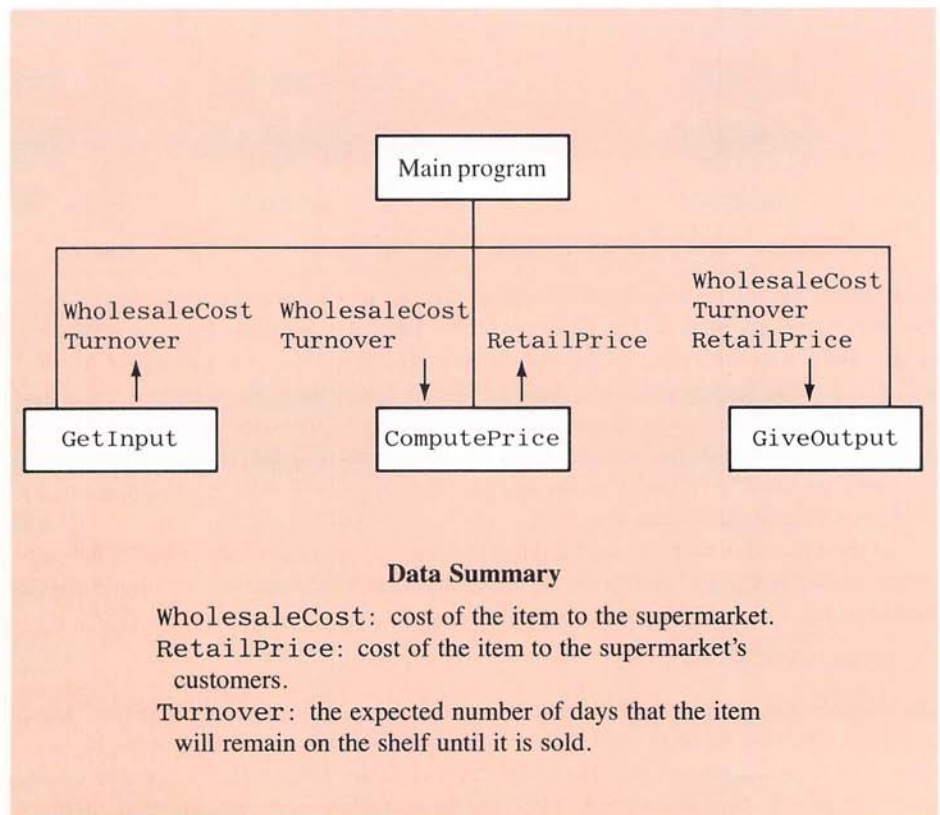 Main program
WholesaleCost
Turnover
WholesaleCost
Turnover
RetailPrice
WholesaleCost
Turnover
RetailPrice
GetInput
ComputePrice
GiveOutput
Data Summary
WholesaleCost: cost of the item to the supermarket.
RetailPrice: cost of the item to the supermarket's
customers.
Turnover: the expected number of days that the item
will remain on the shelf until it is sold.